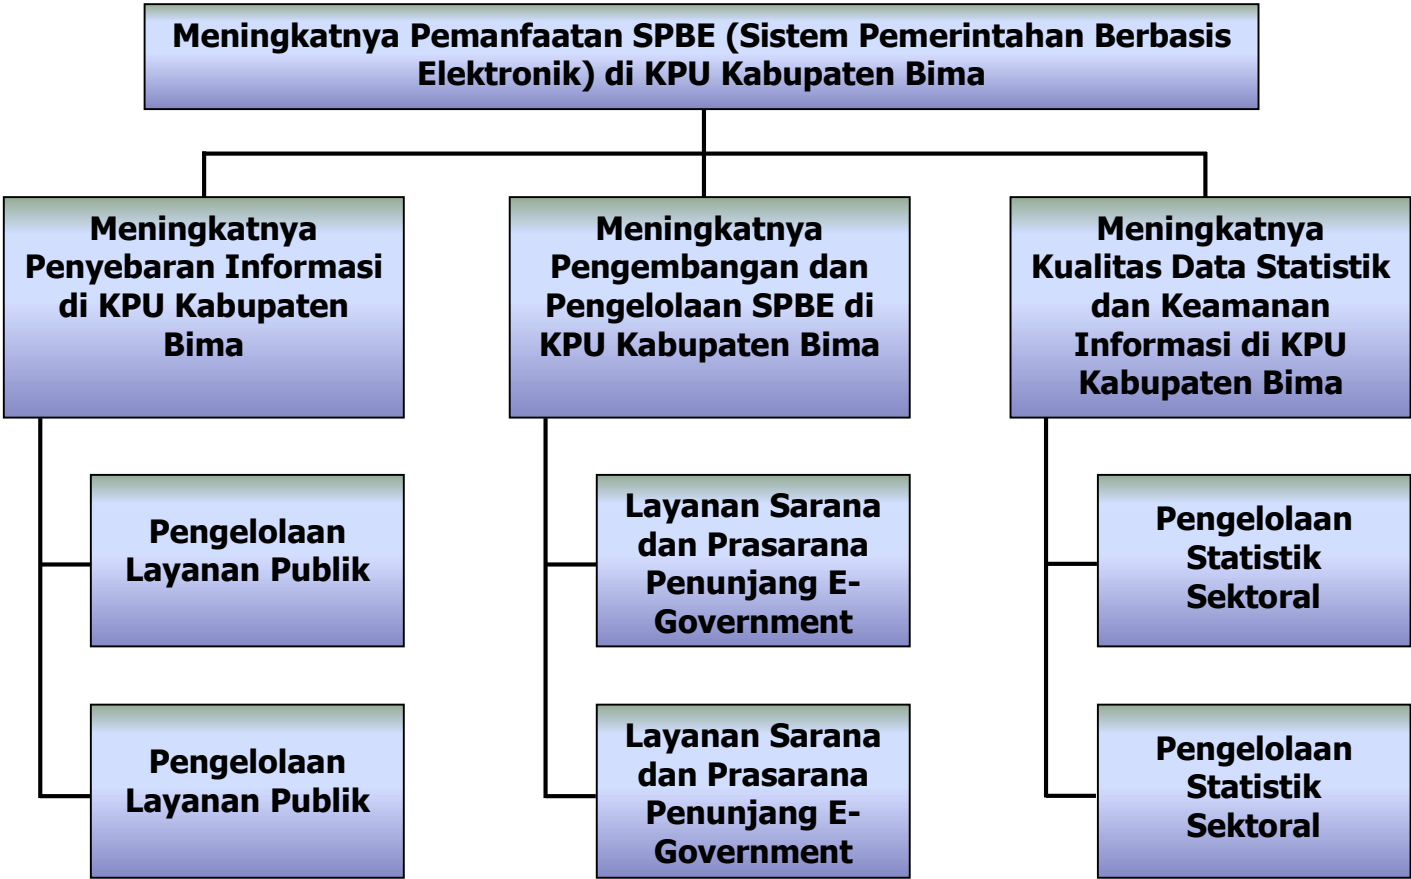 Meningkatnya Pemanfaatan SPBE (Sistem Pemerintahan Berbasis
Elektronik) di KPU Kabupaten Bima
Meningkatnya
Penyebaran Informasi
di KPU Kabupaten
Bima
Meningkatnya
Pengembangan dan
Pengelolaan SPBE di
KPU Kabupaten Bima
Meningkatnya
Kualitas Data Statistik
dan Keamanan
Informasi di KPU
Kabupaten Bima
Pengelolaan
Layanan Publik
Layanan Sarana
dan Prasarana
Penunjang E-
Government
Pengelolaan
Statistik
Sektoral
Pengelolaan
Layanan Publik
Layanan Sarana
dan Prasarana
Penunjang E-
Government
Pengelolaan
Statistik
Sektoral